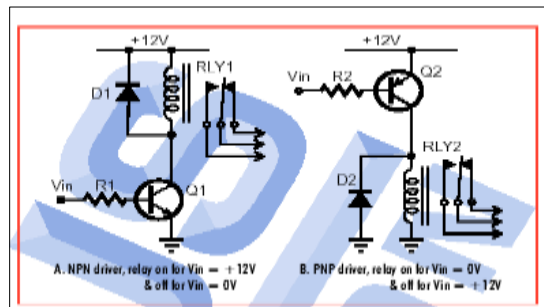 +12V
RLY1
D1
Vin
R1
Q1
A. NPN driver, relay on for Vin = +12V
& off for Vin = 0V
+12V
Vin
R2
Q2
RLY2
D2
B. PNP driver, relay on for Vin = 0V
& off for Vin = +12V